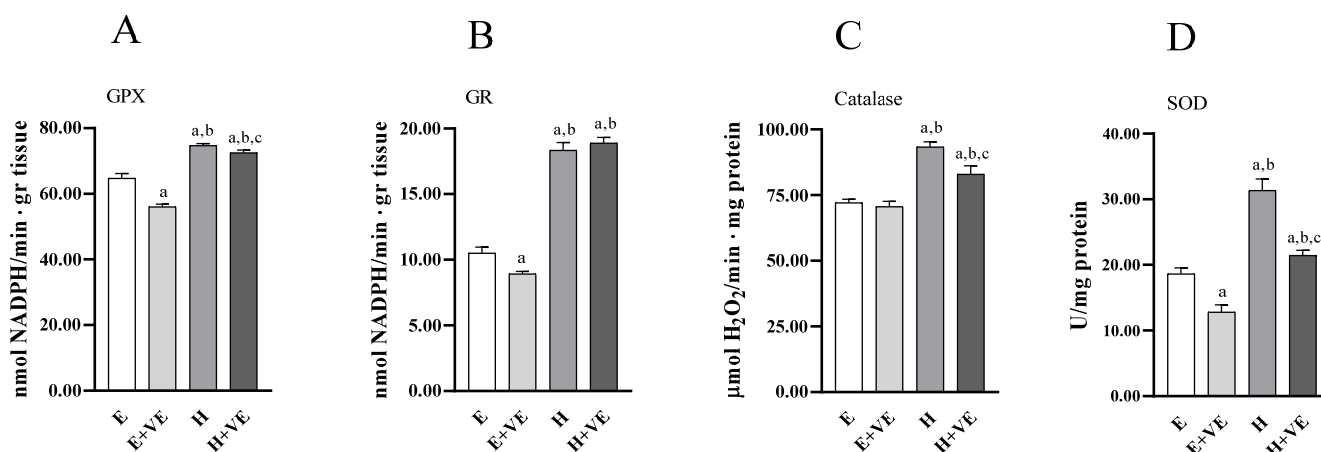 A
GPX
nmol NADPH/min · gr tissue
80.00
60.00
40.00
20.00
0.00
a
a,b
a,b,c
E
E+VE
H
H+VE
B
GR
nmol NADPH/min · gr tissue
20.00
15.00
10.00
5.00
0.00
a
a,b
a,b
E
E+VE
H
H+VE
C
Catalase
μmol H₂O₂/min · mg protein
100.00
75.00
50.00
25.00
0.00
a,b
a,b,c
E
E+VE
H
H+VE
D
SOD
U/mg protein
40.00
30.00
20.00
10.00
0.00
a
a,b
a,b,c
E
E+VE
H
H+VE